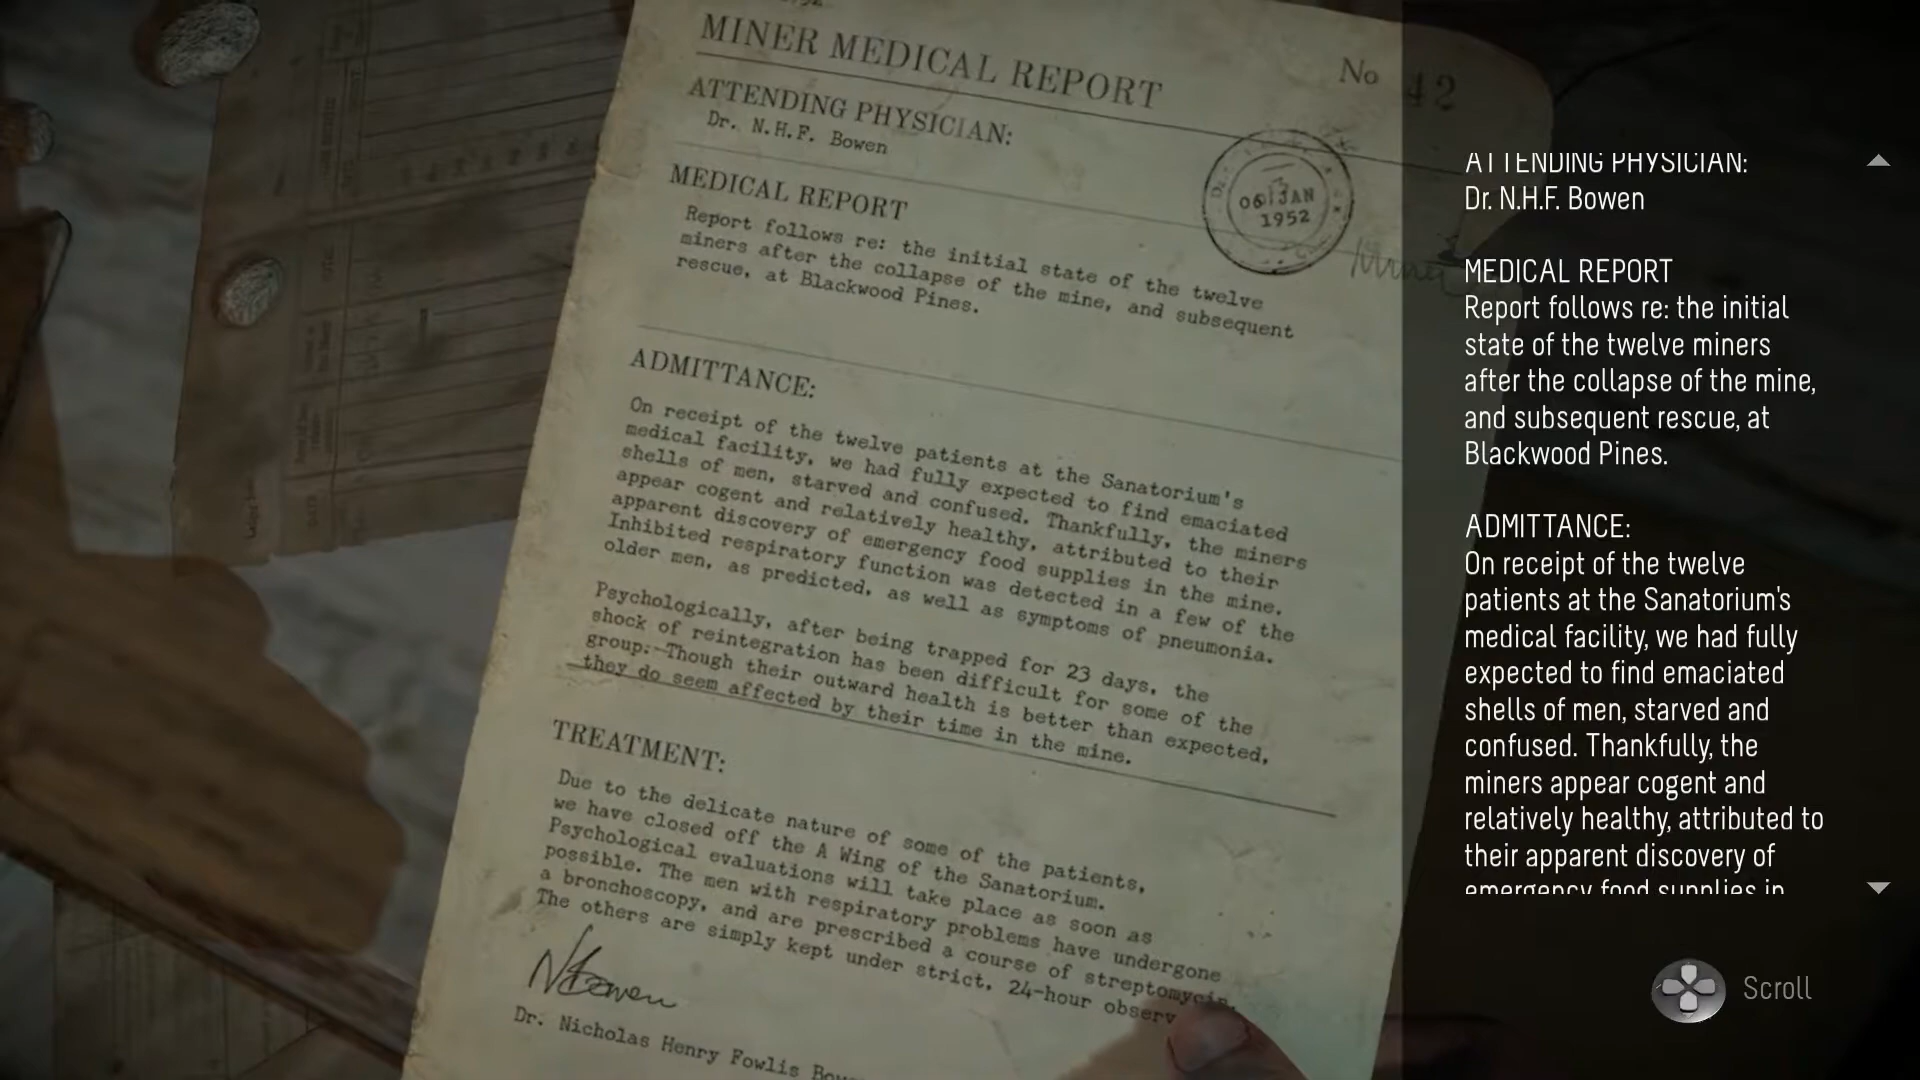 MINER MEDICAL REPORT
No 42
ATTENDING PHYSICIAN:
Dr. N.H.F. Bowen
06 JAN
1952
MEDICAL REPORT
Report follows re: the initial state of the twelve
miners after the collapse of the mine, and subsequent
rescue, at Blackwood Pines.
ADMITTANCE:
On receipt of the twelve patients at the Sanatorium's
medical facility, we had fully expected to find emaciated
shells of men, starved and confused. Thankfully, the miners
appear cogent and relatively healthy, attributed to their
apparent discovery of emergency food supplies in the mine.
Inhibited respiratory function was detected in a few of the
older men, as predicted, as well as symptoms of pneumonia.
Psychologically, after being trapped for 23 days, the
shock of reintegration has been difficult for some of the
group. Though their outward health is better than expected,
they do seem affected by their time in the mine.
TREATMENT:
Due to the delicate nature of some of the patients,
we have closed off the A Wing of the Sanatorium.
Psychological evaluations will take place as soon as
possible. The men with respiratory problems have undergone
a bronchoscopy, and are prescribed a course of streptomycin.
The others are simply kept under strict, 24-hour observ
NBowen
Dr. Nicholas Henry Fowlis Bow
ATTENDING PHYSICIAN:
Dr. N.H.F. Bowen
MEDICAL REPORT
Report follows re: the initial
state of the twelve miners
after the collapse of the mine,
and subsequent rescue, at
Blackwood Pines.
ADMITTANCE:
On receipt of the twelve
patients at the Sanatorium's
medical facility, we had fully
expected to find emaciated
shells of men, starved and
confused. Thankfully, the
miners appear cogent and
relatively healthy, attributed to
their apparent discovery of
emergency food supplies in
Scroll